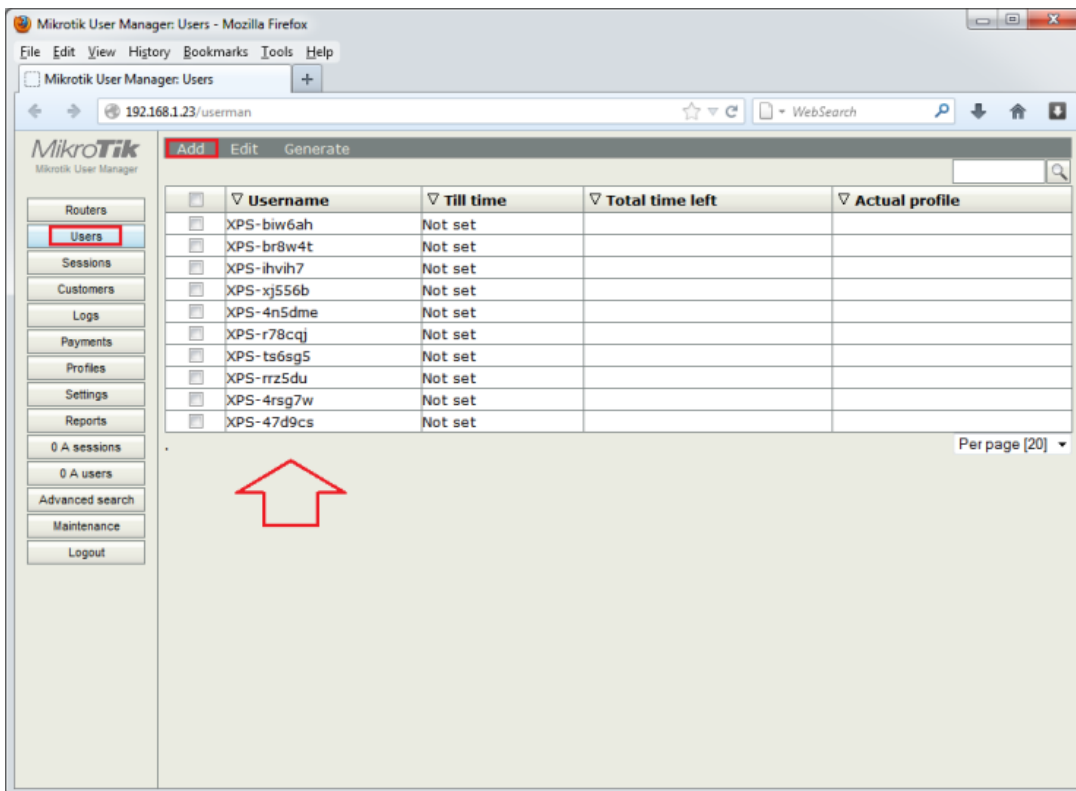 Mikrotik User Manager: Users - Mozilla Firefox
File Edit View History Bookmarks Tools Help
Mikrotik User Manager: Users +
192.168.1.23/userman WebSearch
MikroTik
Mikrotik User Manager
Add Edit Generate
Routers
Users
Sessions
Customers
Logs
Payments
Profiles
Settings
Reports
0 A sessions
0 A users
Advanced search
Maintenance
Logout
Username Till time Total time left Actual profile
XPS-biw6ah Not set
XPS-br8w4t Not set
XPS-ihvih7 Not set
XPS-xj556b Not set
XPS-4n5dme Not set
XPS-r78cqj Not set
XPS-ts6sg5 Not set
XPS-rrz5du Not set
XPS-4rsg7w Not set
XPS-47d9cs Not set
Per page [20]